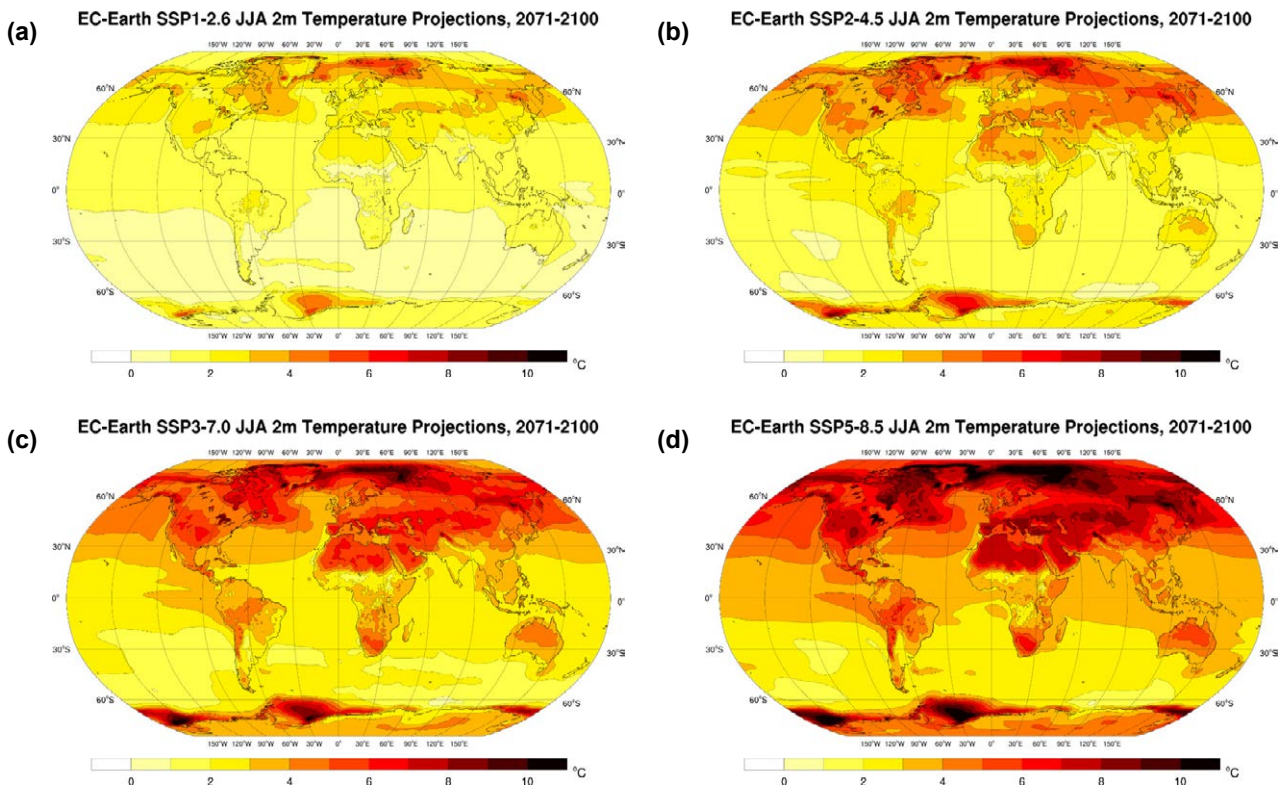 (a)
EC-Earth SSP1-2.6 JJA 2m Temperature Projections, 2071-2100
150°W 120°W 90°W 60°W 30°W 0° 30°E 60°E 90°E 120°E 150°E
60°N 60°N
30°N 30°N
0° 0°
30°S 30°S
60°S 60°S
150°W 120°W 90°W 60°W 30°W 0° 30°E 60°E 90°E 120°E 150°E
0 2 4 6 8 10 °C
(b)
EC-Earth SSP2-4.5 JJA 2m Temperature Projections, 2071-2100
150°W 120°W 90°W 60°W 30°W 0° 30°E 60°E 90°E 120°E 150°E
60°N 60°N
30°N 30°N
0° 0°
30°S 30°S
60°S 60°S
150°W 120°W 90°W 60°W 30°W 0° 30°E 60°E 90°E 120°E 150°E
0 2 4 6 8 10 °C
(c)
EC-Earth SSP3-7.0 JJA 2m Temperature Projections, 2071-2100
150°W 120°W 90°W 60°W 30°W 0° 30°E 60°E 90°E 120°E 150°E
60°N 60°N
30°N 30°N
0° 0°
30°S 30°S
60°S 60°S
150°W 120°W 90°W 60°W 30°W 0° 30°E 60°E 90°E 120°E 150°E
0 2 4 6 8 10 °C
(d)
EC-Earth SSP5-8.5 JJA 2m Temperature Projections, 2071-2100
150°W 120°W 90°W 60°W 30°W 0° 30°E 60°E 90°E 120°E 150°E
60°N 60°N
30°N 30°N
0° 0°
30°S 30°S
60°S 60°S
150°W 120°W 90°W 60°W 30°W 0° 30°E 60°E 90°E 120°E 150°E
0 2 4 6 8 10 °C